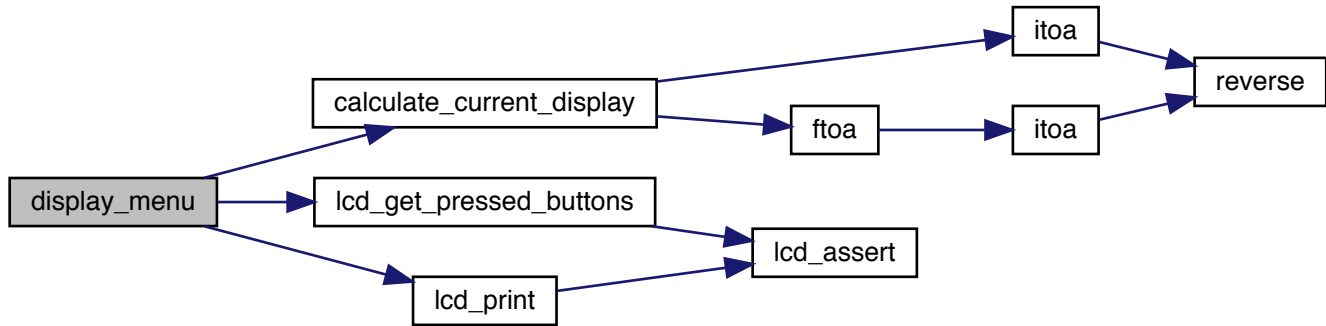 display_menu
calculate_current_display
lcd_get_pressed_buttons
lcd_print
itoa
ftoa
itoa
reverse
lcd_assert